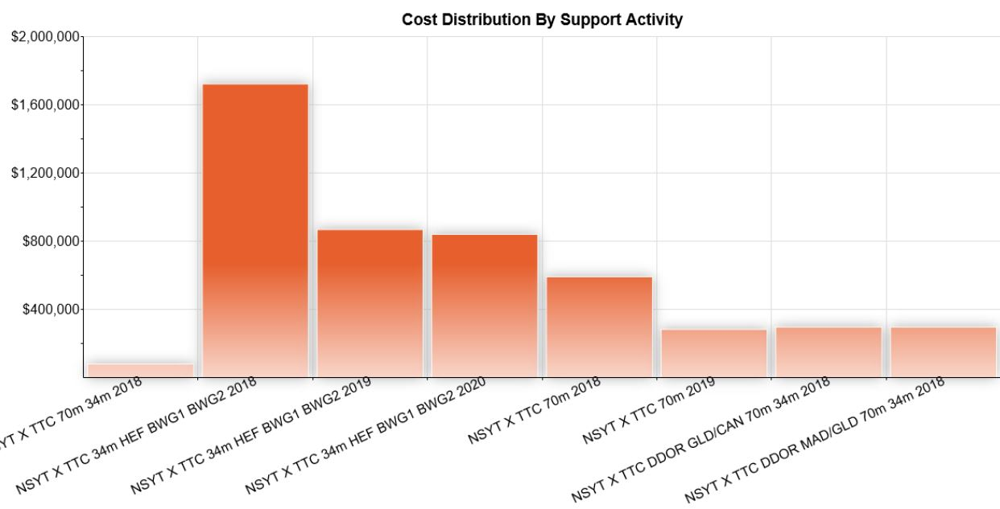 Cost Distribution By Support Activity
$2,000,000
$1,600,000
$1,200,000
$800,000
$400,000
X TTC 70m 34m 2018
NSYT X TTC 34m HEF BWG1 BWG2 2018
NSYT X TTC 34m HEF BWG1 BWG2 2019
NSYT X TTC 34m HEF BWG1 BWG2 2020
NSYT X TTC 70m 2018
NSYT X TTC 70m 2019
NSYT X TTC DDOR GLD/CAN 70m 34m 2018
NSYT X TTC DDOR MAD/GLD 70m 34m 2018